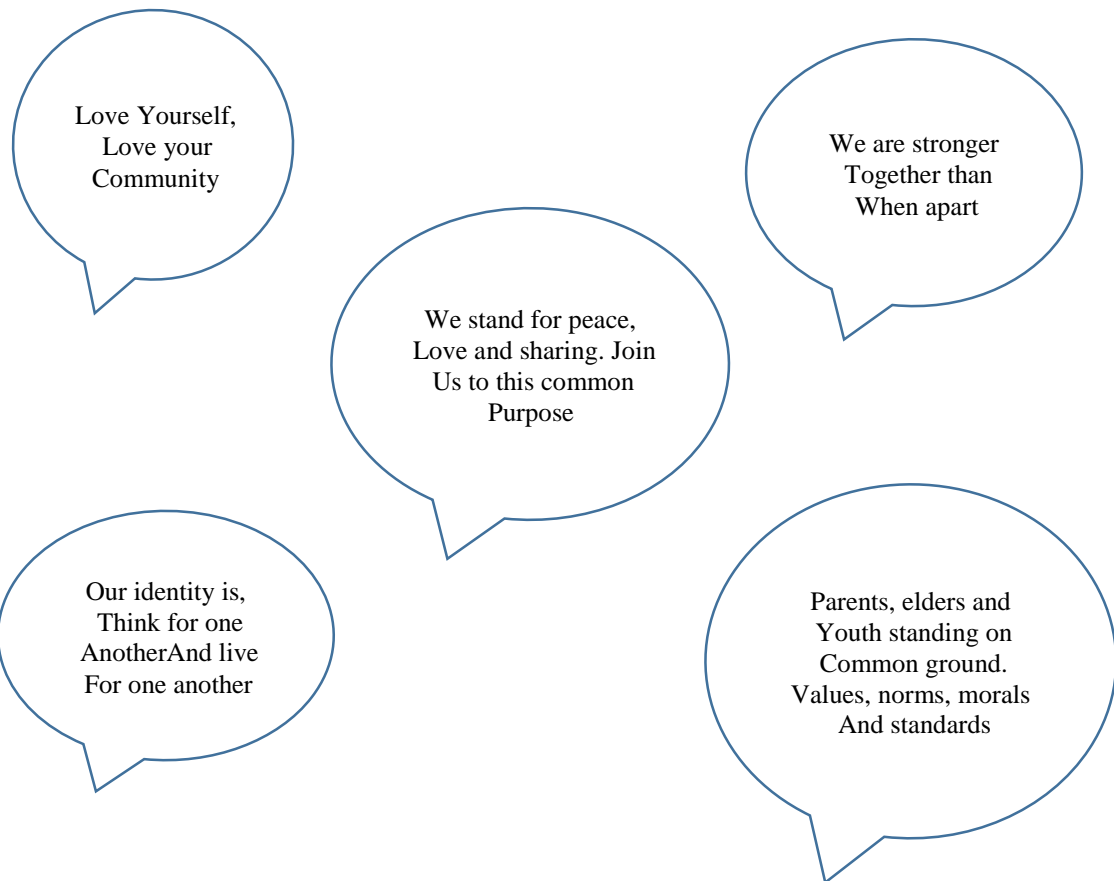 Love Yourself,
Love your
Community
We are stronger
Together than
When apart
We stand for peace,
Love and sharing. Join
Us to this common
Purpose
Our identity is,
Think for one
AnotherAnd live
For one another
Parents, elders and
Youth standing on
Common ground.
Values, norms, morals
And standards